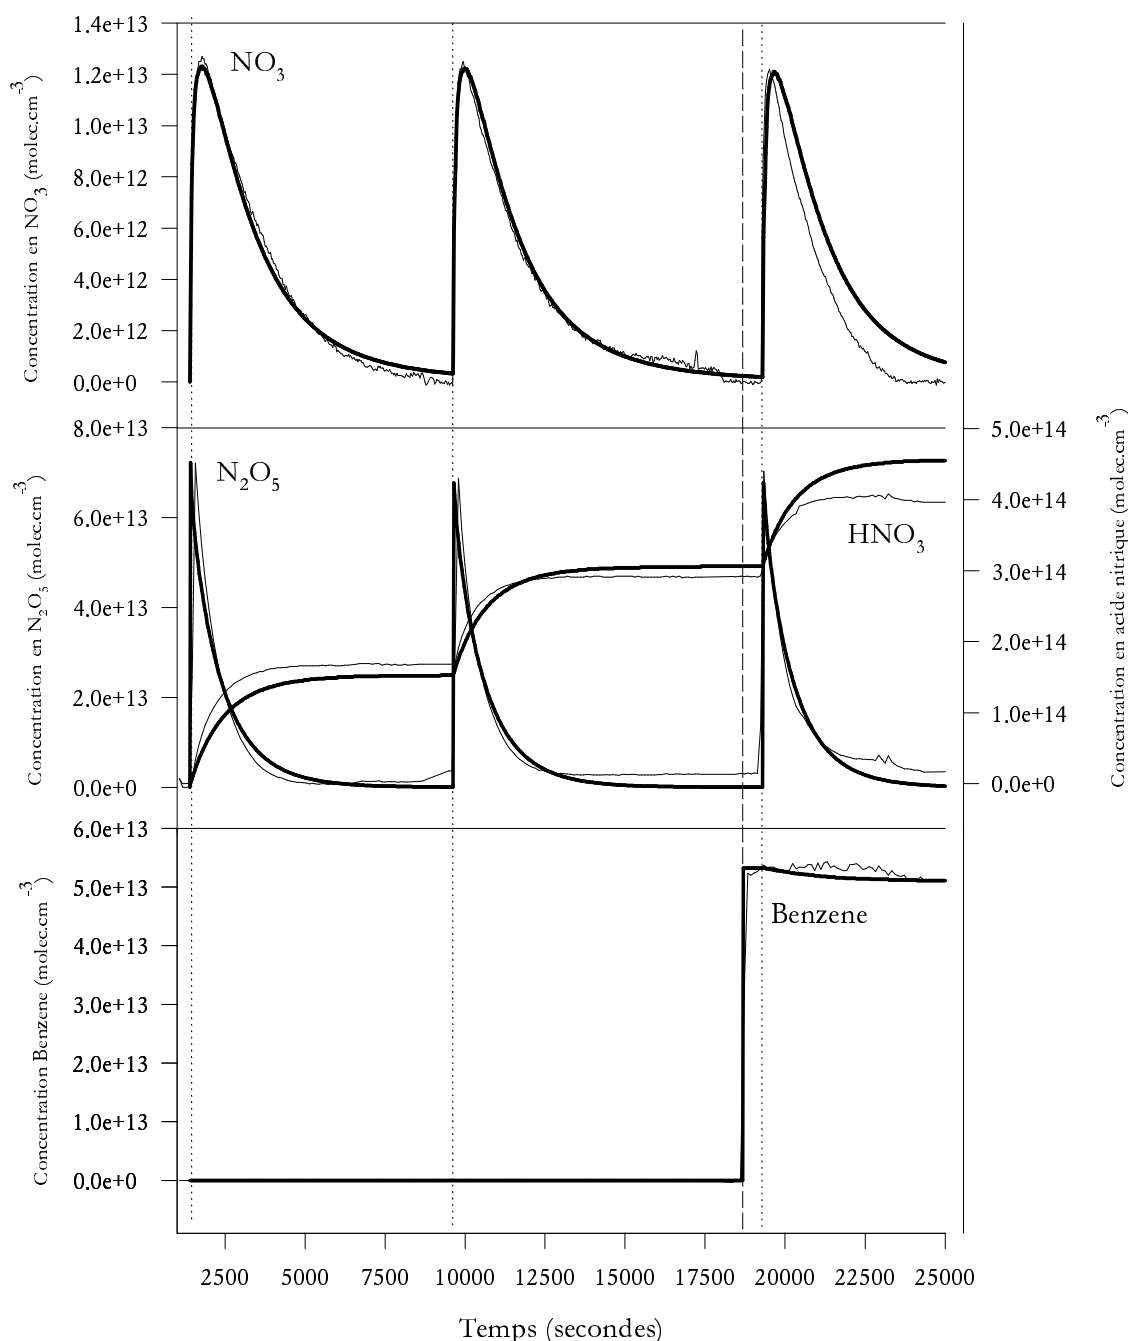 1.4e+13
1.2e+13
1.0e+13
8.0e+12
6.0e+12
4.0e+12
2.0e+12
0.0e+0
Concentration en NO3 (molec.cm-3)
NO3
8.0e+13
6.0e+13
4.0e+13
2.0e+13
0.0e+0
Concentration en N2O5 (molec.cm-3)
N2O5
HNO3
5.0e+14
4.0e+14
3.0e+14
2.0e+14
1.0e+14
0.0e+0
Concentration en acide nitrique (molec.cm-3)
6.0e+13
5.0e+13
4.0e+13
3.0e+13
2.0e+13
1.0e+13
0.0e+0
Concentration Benzene (molec.cm-3)
Benzene
2500 5000 7500 10000 12500 15000 17500 20000 22500 25000
Temps (secondes)